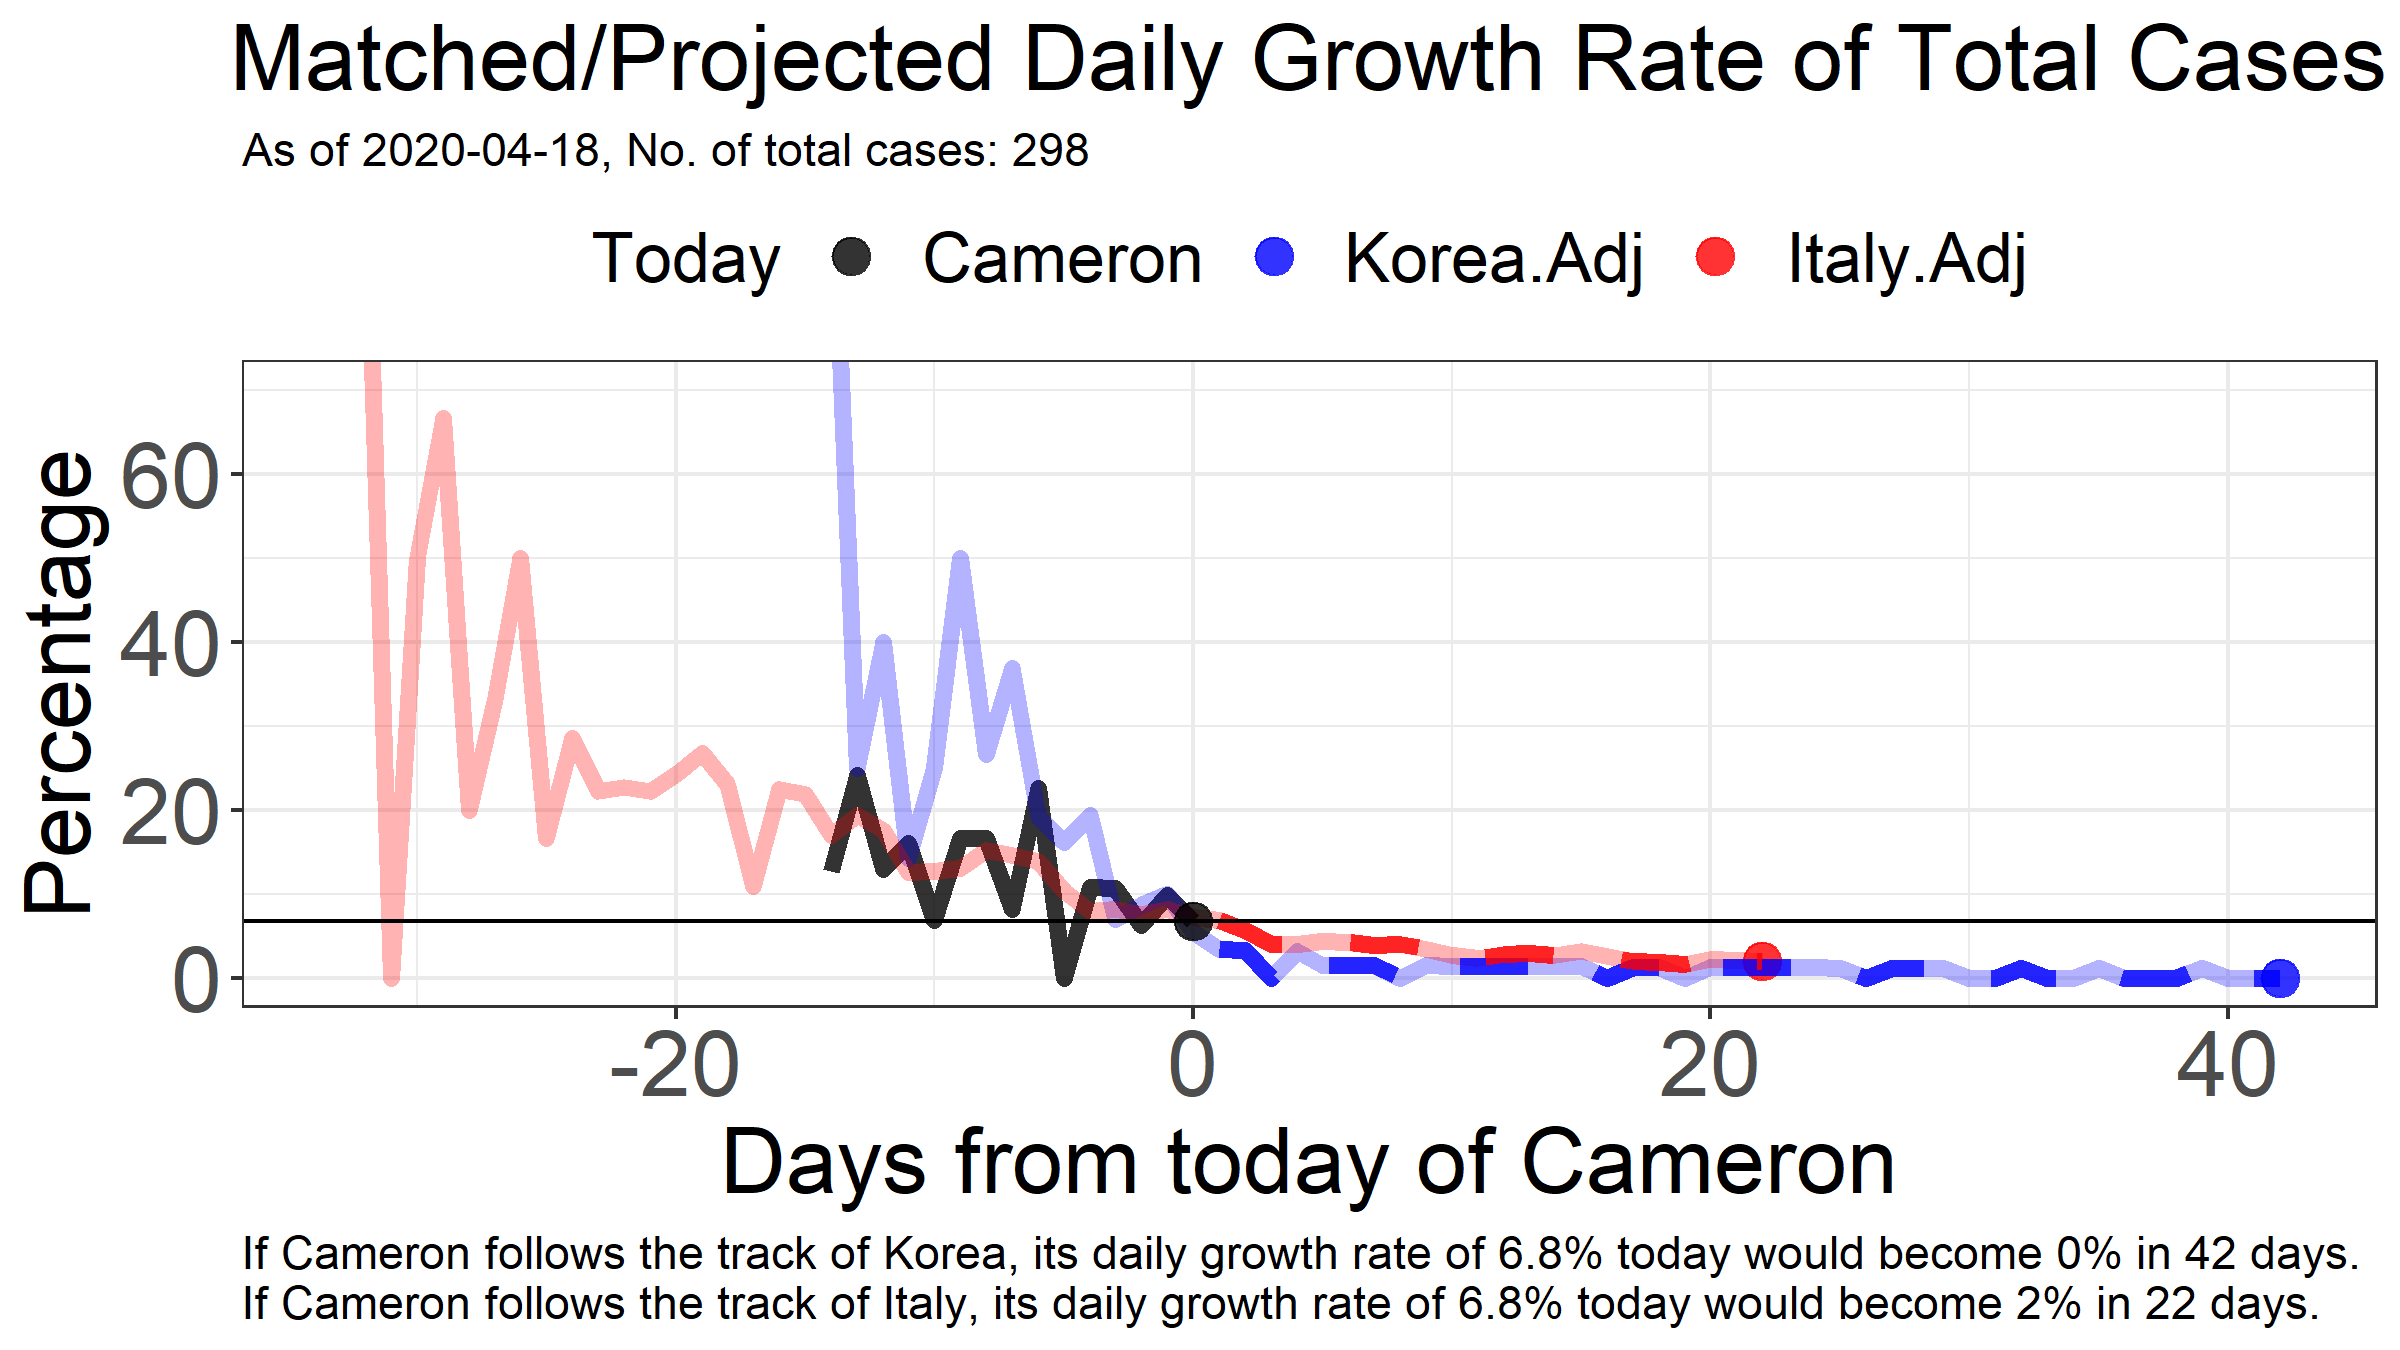 Matched/Projected Daily Growth Rate of Total Cases
As of 2020-04-18, No. of total cases: 298
Today Cameron Korea.Adj Italy.Adj
Percentage
60
40
20
0
-20 0 20 40
Days from today of Cameron
If Cameron follows the track of Korea, its daily growth rate of 6.8% today would become 0% in 42 days.
If Cameron follows the track of Italy, its daily growth rate of 6.8% today would become 2% in 22 days.